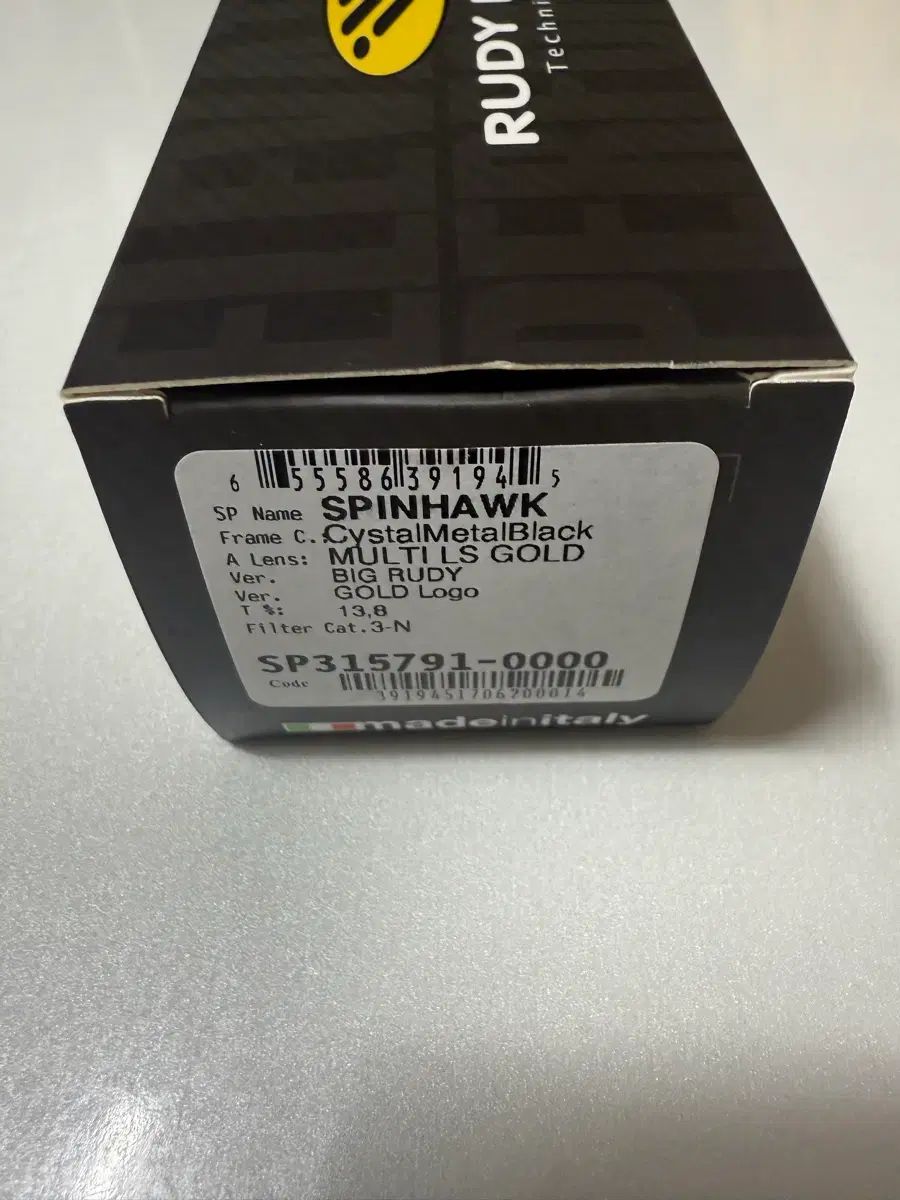 RUDY
Techni
6 55586 39194 5
SP Name SPINHAWK
Frame C.: CystalMetalBlack
A Lens: MULTI LS GOLD
Ver. BIG RUDY
Ver. GOLD Logo
T %: 13,8
Filter Cat.3-N
SP315791-0000
Code
3919451706200014
madeinitaly